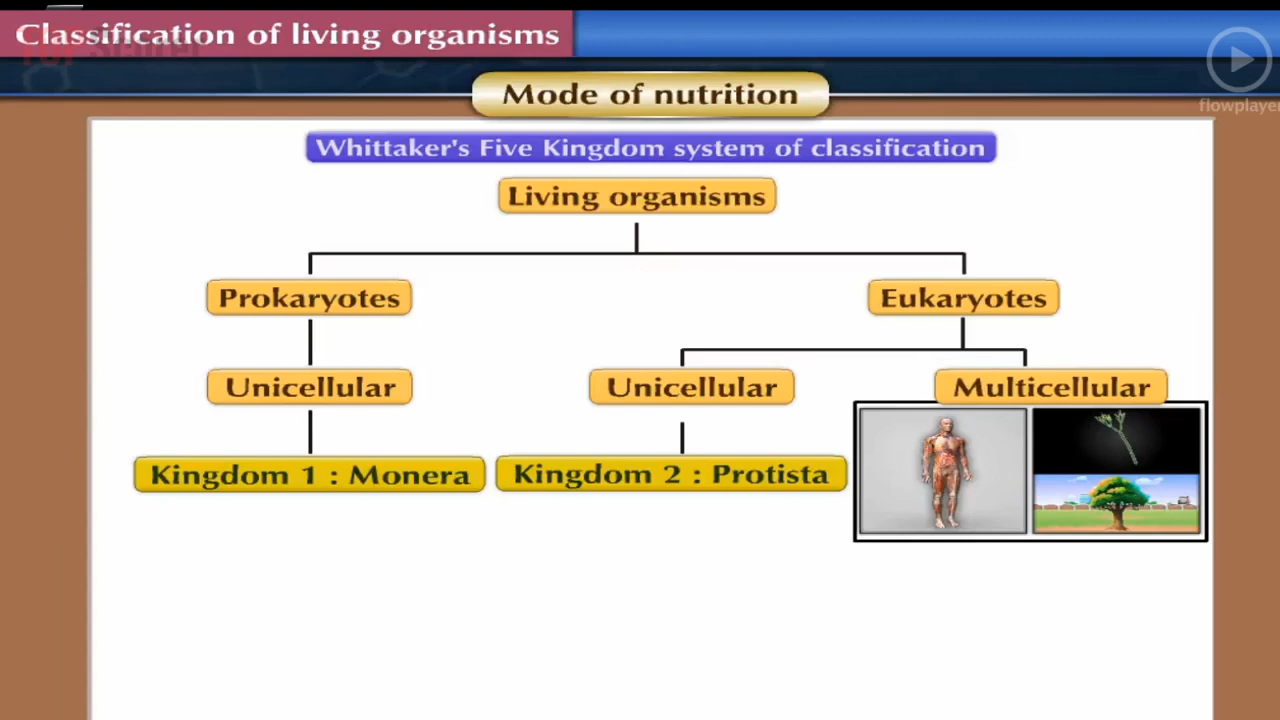 Classification of living organisms
Mode of nutrition
flowplayer
Whittaker's Five Kingdom system of classification
Living organisms
Prokaryotes
Eukaryotes
Unicellular
Unicellular
Multicellular
Kingdom 1 : Monera
Kingdom 2 : Protista